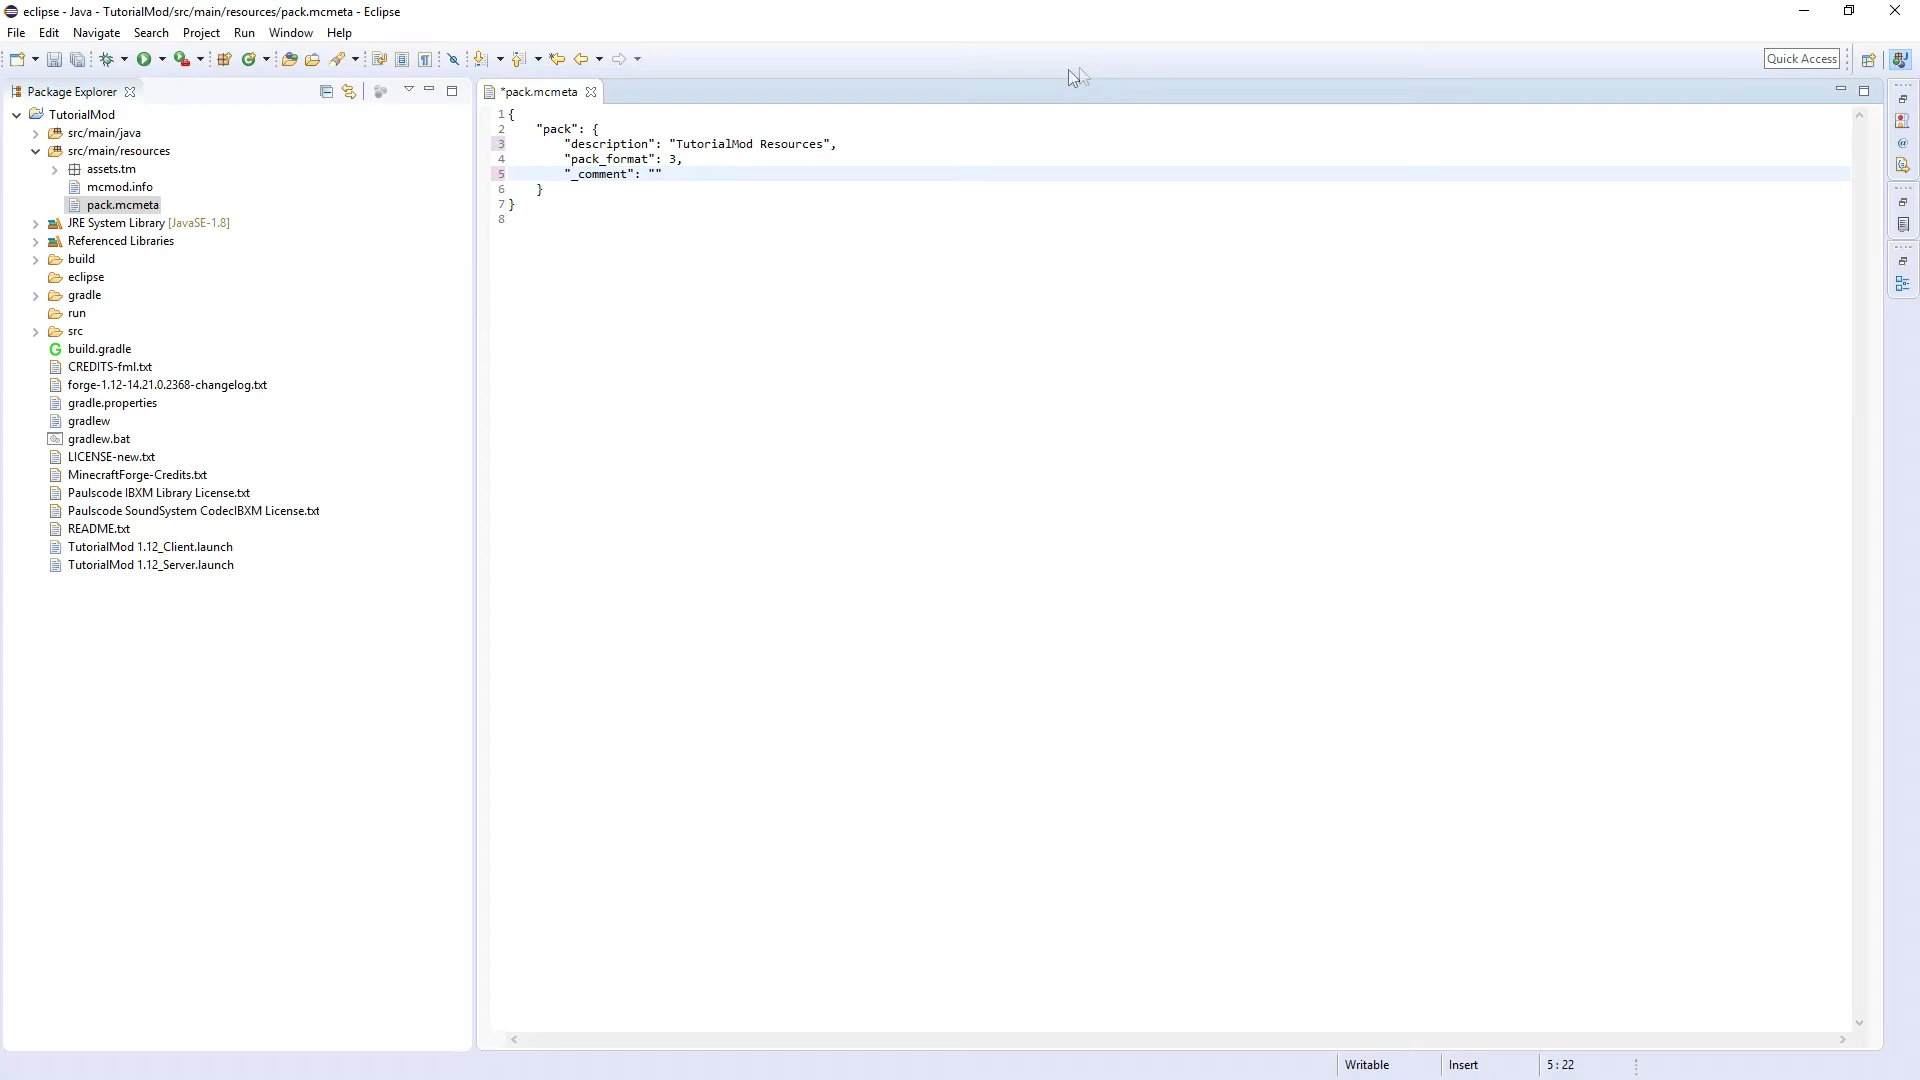 eclipse - Java - TutorialMod/src/main/resources/pack.mcmeta - Eclipse
File Edit Navigate Search Project Run Window Help
Quick Access
Package Explorer
TutorialMod
src/main/java
src/main/resources
assets.tm
mcmod.info
pack.mcmeta
JRE System Library [JavaSE-1.8]
Referenced Libraries
build
eclipse
gradle
run
src
build.gradle
CREDITS-fml.txt
forge-1.12-14.21.0.2368-changelog.txt
gradle.properties
gradlew
gradlew.bat
LICENSE-new.txt
MinecraftForge-Credits.txt
Paulscode IBXM Library License.txt
Paulscode SoundSystem CodecIBXM License.txt
README.txt
TutorialMod 1.12_Client.launch
TutorialMod 1.12_Server.launch
*pack.mcmeta
1 {
2 "pack": {
3 "description": "TutorialMod Resources",
4 "pack_format": 3,
5 "_comment": ""
6 }
7 }
8
Writable Insert 5 : 22